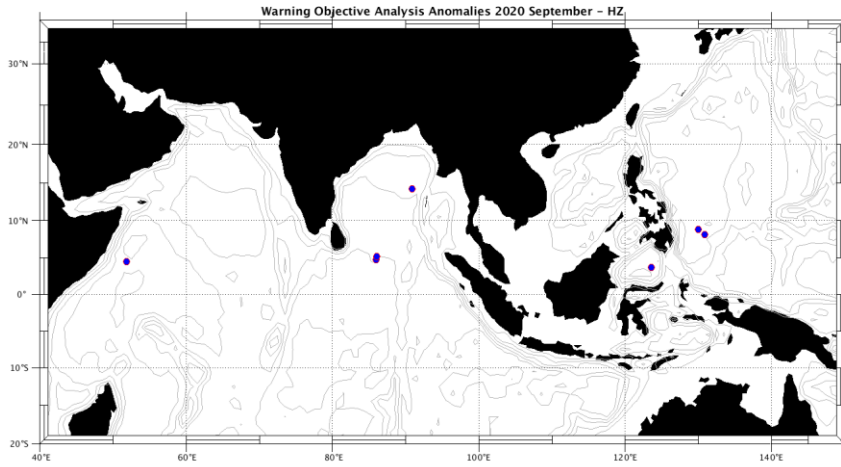 Warning Objective Analysis Anomalies 2020 September - HZ
30°N
20°N
10°N
0°
10°S
20°S
40°E
60°E
80°E
100°E
120°E
140°E